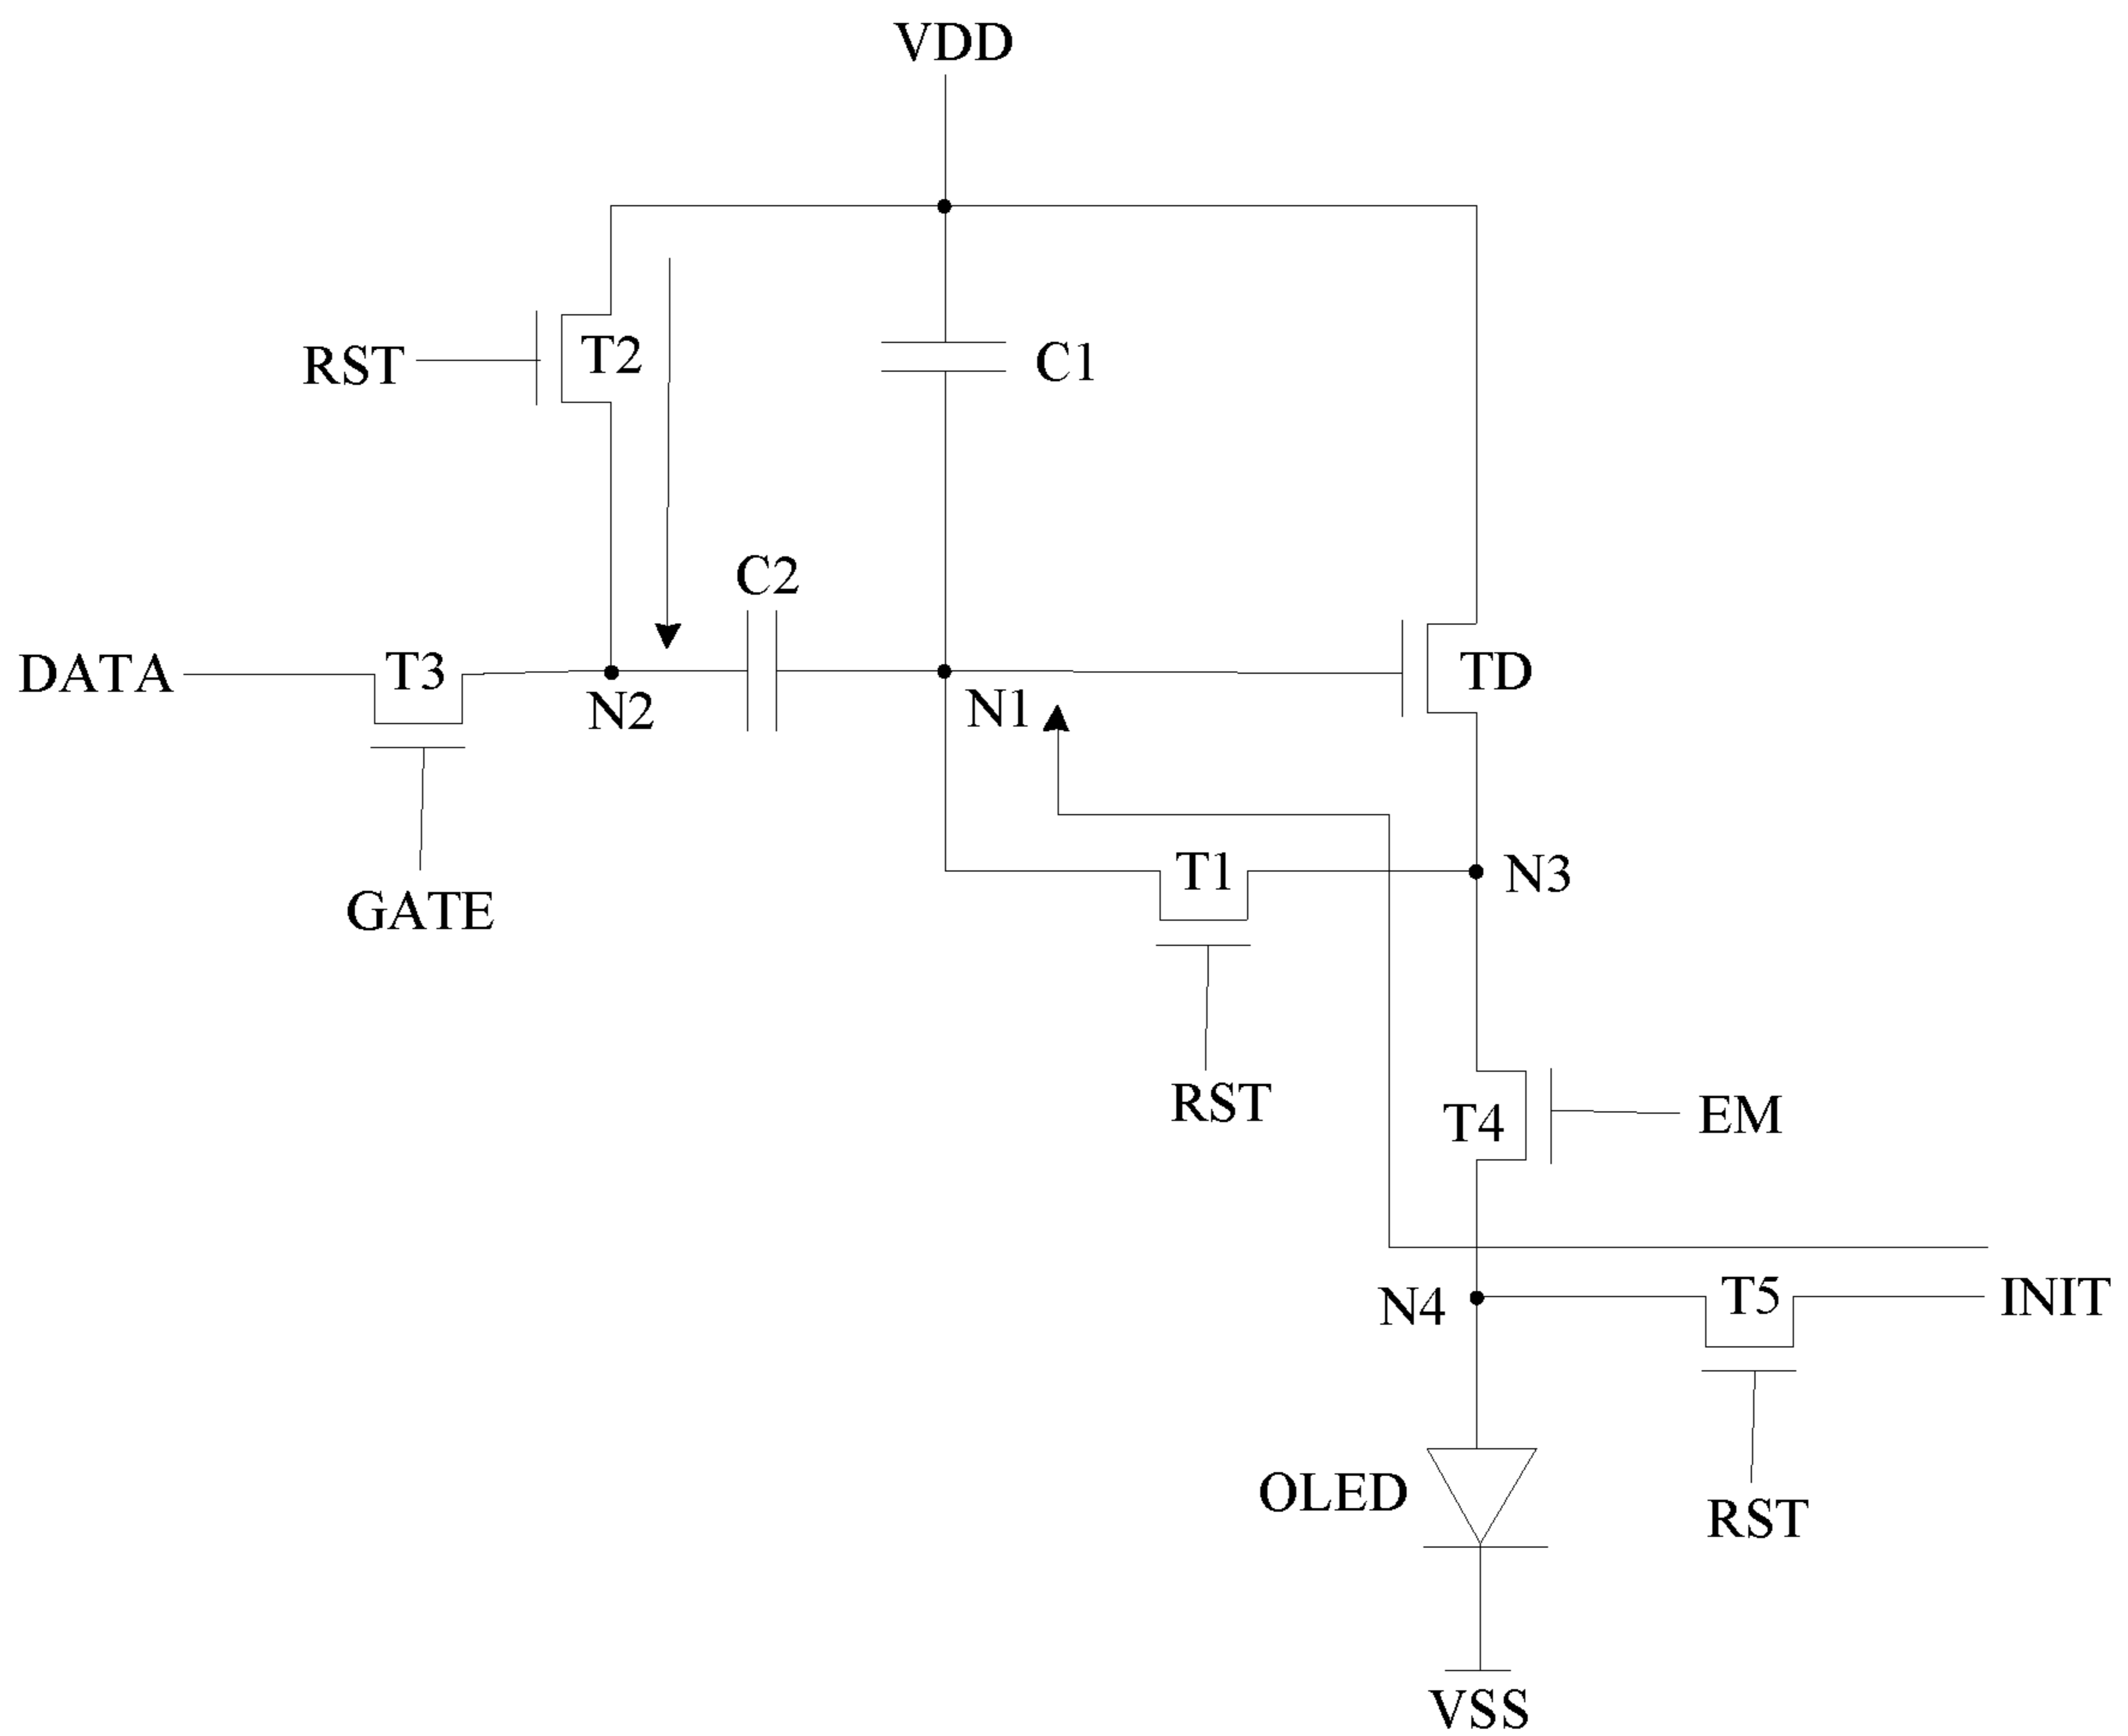 VDD
RST
T2
C1
C2
DATA
T3
N2
N1
TD
GATE
T1
N3
RST
T4
EM
N4
T5
INIT
OLED
RST
VSS